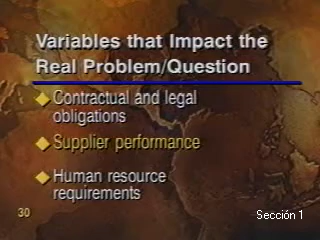 Variables that Impact the
Real Problem/Question
Contractual and legal
obligations
Supplier performance
Human resource
requirements
30
Sección 1